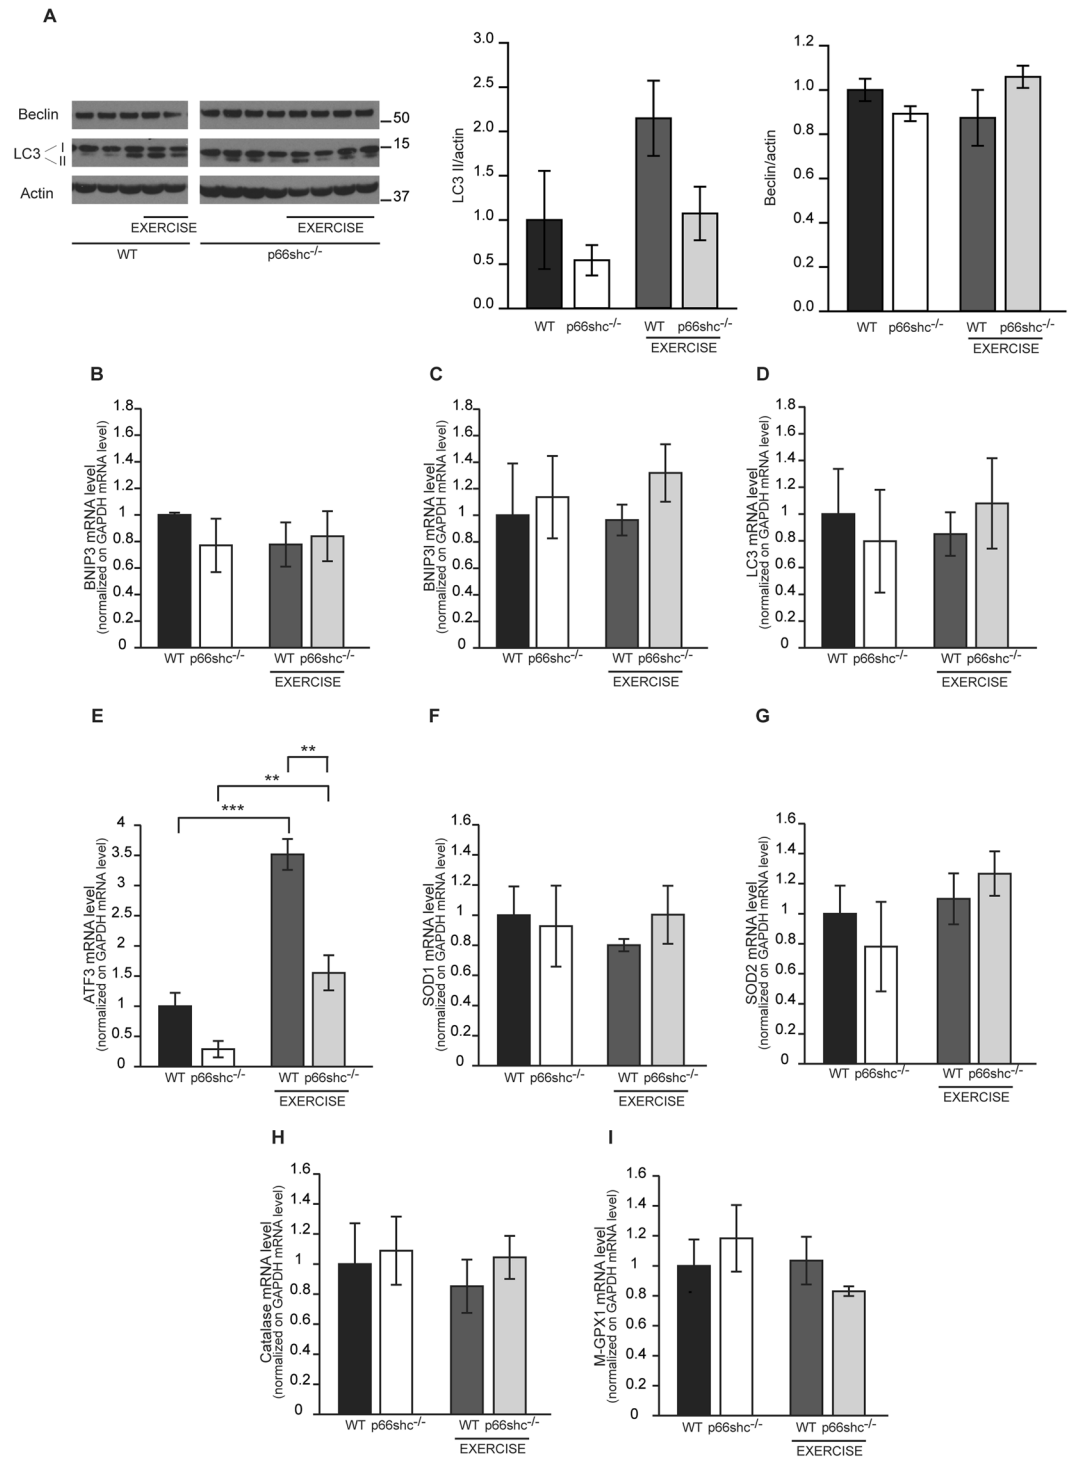 A
Beclin
50
LC3
I
II
15
Actin
37
EXERCISE
EXERCISE
WT
p66shc-/-
3.0
2.5
2.0
1.5
1.0
0.5
0.0
LC3 II/actin
WT p66shc-/- WT p66shc-/-
EXERCISE
1.2
1.0
0.8
0.6
0.4
0.2
0.0
Beclin/actin
WT p66shc-/- WT p66shc-/-
EXERCISE
B
1.8
1.6
1.4
1.2
1
0.8
0.6
0.4
0.2
0
BNIP3 mRNA level
(normalized on GAPDH mRNA level)
WT p66shc-/- WT p66shc-/-
EXERCISE
C
1.8
1.6
1.4
1.2
1
0.8
0.6
0.4
0.2
0
BNIP3l mRNA level
(normalized on GAPDH mRNA level)
WT p66shc-/- WT p66shc-/-
EXERCISE
D
1.8
1.6
1.4
1.2
1
0.8
0.6
0.4
0.2
0
LC3 mRNA level
(normalized on GAPDH mRNA level)
WT p66shc-/- WT p66shc-/-
EXERCISE
E
**
**
***
4
3.5
3
2.5
2
1.5
1
0.5
0
ATF3 mRNA level
(normalized on GAPDH mRNA level)
WT p66shc-/- WT p66shc-/-
EXERCISE
F
1.6
1.4
1.2
1
0.8
0.6
0.4
0.2
0
SOD1 mRNA level
(normalized on GAPDH mRNA level)
WT p66shc-/- WT p66shc-/-
EXERCISE
G
1.6
1.4
1.2
1
0.8
0.6
0.4
0.2
0
SOD2 mRNA level
(normalized on GAPDH mRNA level)
WT p66shc-/- WT p66shc-/-
EXERCISE
H
1.6
1.4
1.2
1
0.8
0.6
0.4
0.2
0
Catalase mRNA level
(normalized on GAPDH mRNA level)
WT p66shc-/- WT p66shc-/-
EXERCISE
I
1.6
1.4
1.2
1
0.8
0.6
0.4
0.2
0
M-GPX1 mRNA level
(normalized on GAPDH mRNA level)
WT p66shc-/- WT p66shc-/-
EXERCISE